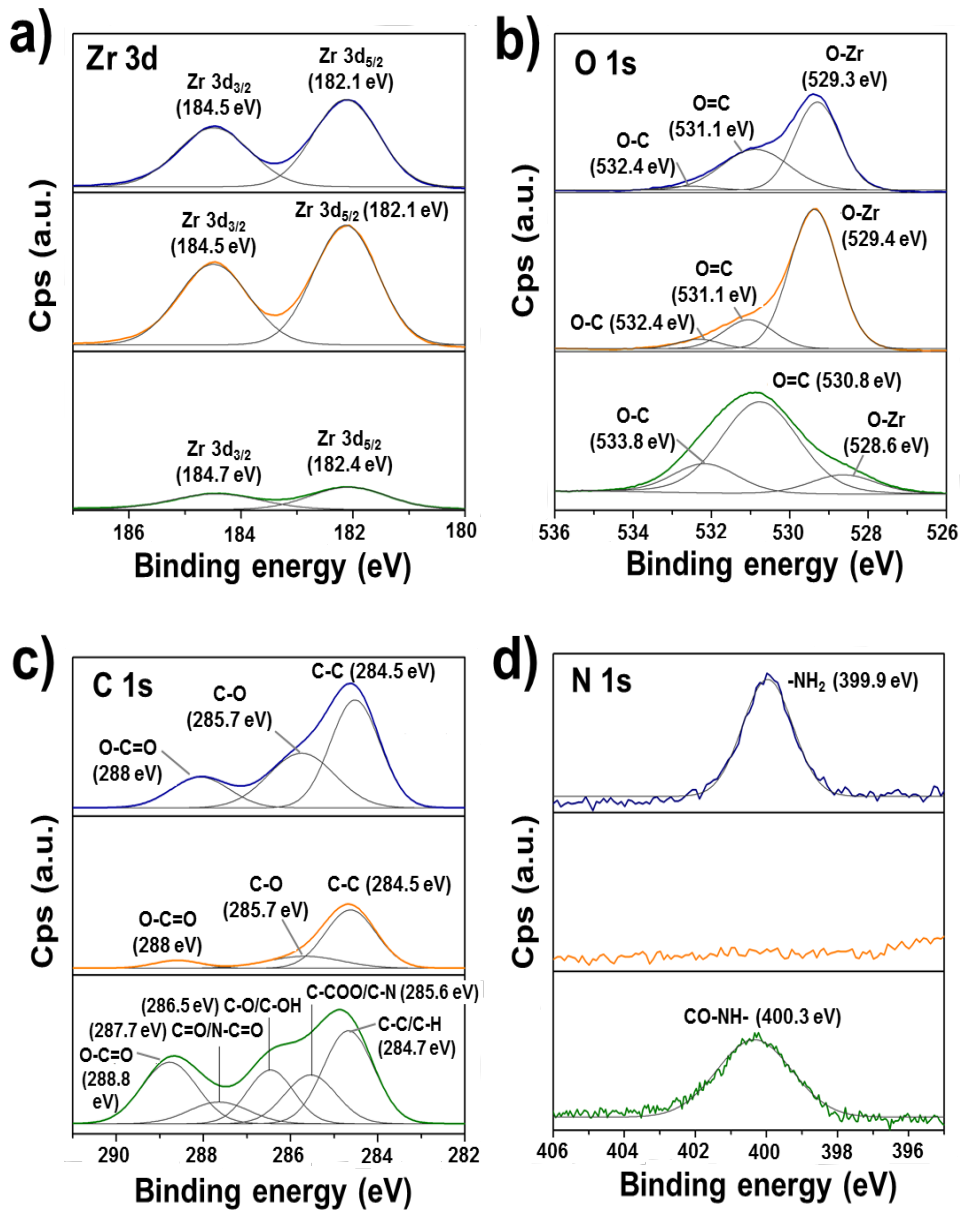 a)
Zr 3d
Zr 3d3/2
(184.5 eV)
Zr 3d5/2
(182.1 eV)
Zr 3d3/2
(184.5 eV)
Zr 3d5/2 (182.1 eV)
Zr 3d3/2
(184.7 eV)
Zr 3d5/2
(182.4 eV)
Cps (a.u.)
186 184 182 180
Binding energy (eV)
b)
O 1s
O-Zr
(529.3 eV)
O=C
(531.1 eV)
O-C
(532.4 eV)
O-Zr
(529.4 eV)
O=C
(531.1 eV)
O-C (532.4 eV)
O=C (530.8 eV)
O-C
(533.8 eV)
O-Zr
(528.6 eV)
Cps (a.u.)
536 534 532 530 528 526
Binding energy (eV)
c)
C 1s
C-C (284.5 eV)
C-O
(285.7 eV)
O-C=O
(288 eV)
C-C (284.5 eV)
C-O
(285.7 eV)
O-C=O
(288 eV)
C-COO/C-N (285.6 eV)
(286.5 eV) C-O/C-OH
(287.7 eV) C=O/N-C=O
C-C/C-H
(284.7 eV)
O-C=O
(288.8
eV)
Cps (a.u.)
290 288 286 284 282
Binding energy (eV)
d)
N 1s
-NH2 (399.9 eV)
CO-NH- (400.3 eV)
Cps (a.u.)
406 404 402 400 398 396
Binding energy (eV)